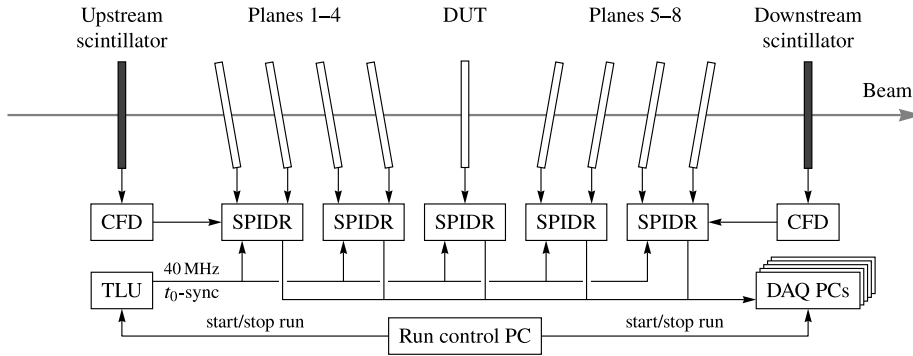 Upstream
scintillator
Planes 1–4
DUT
Planes 5–8
Downstream
scintillator
Beam
CFD
SPIDR
SPIDR
SPIDR
SPIDR
SPIDR
CFD
TLU
40 MHz
t0-sync
DAQ PCs
start/stop run
Run control PC
start/stop run